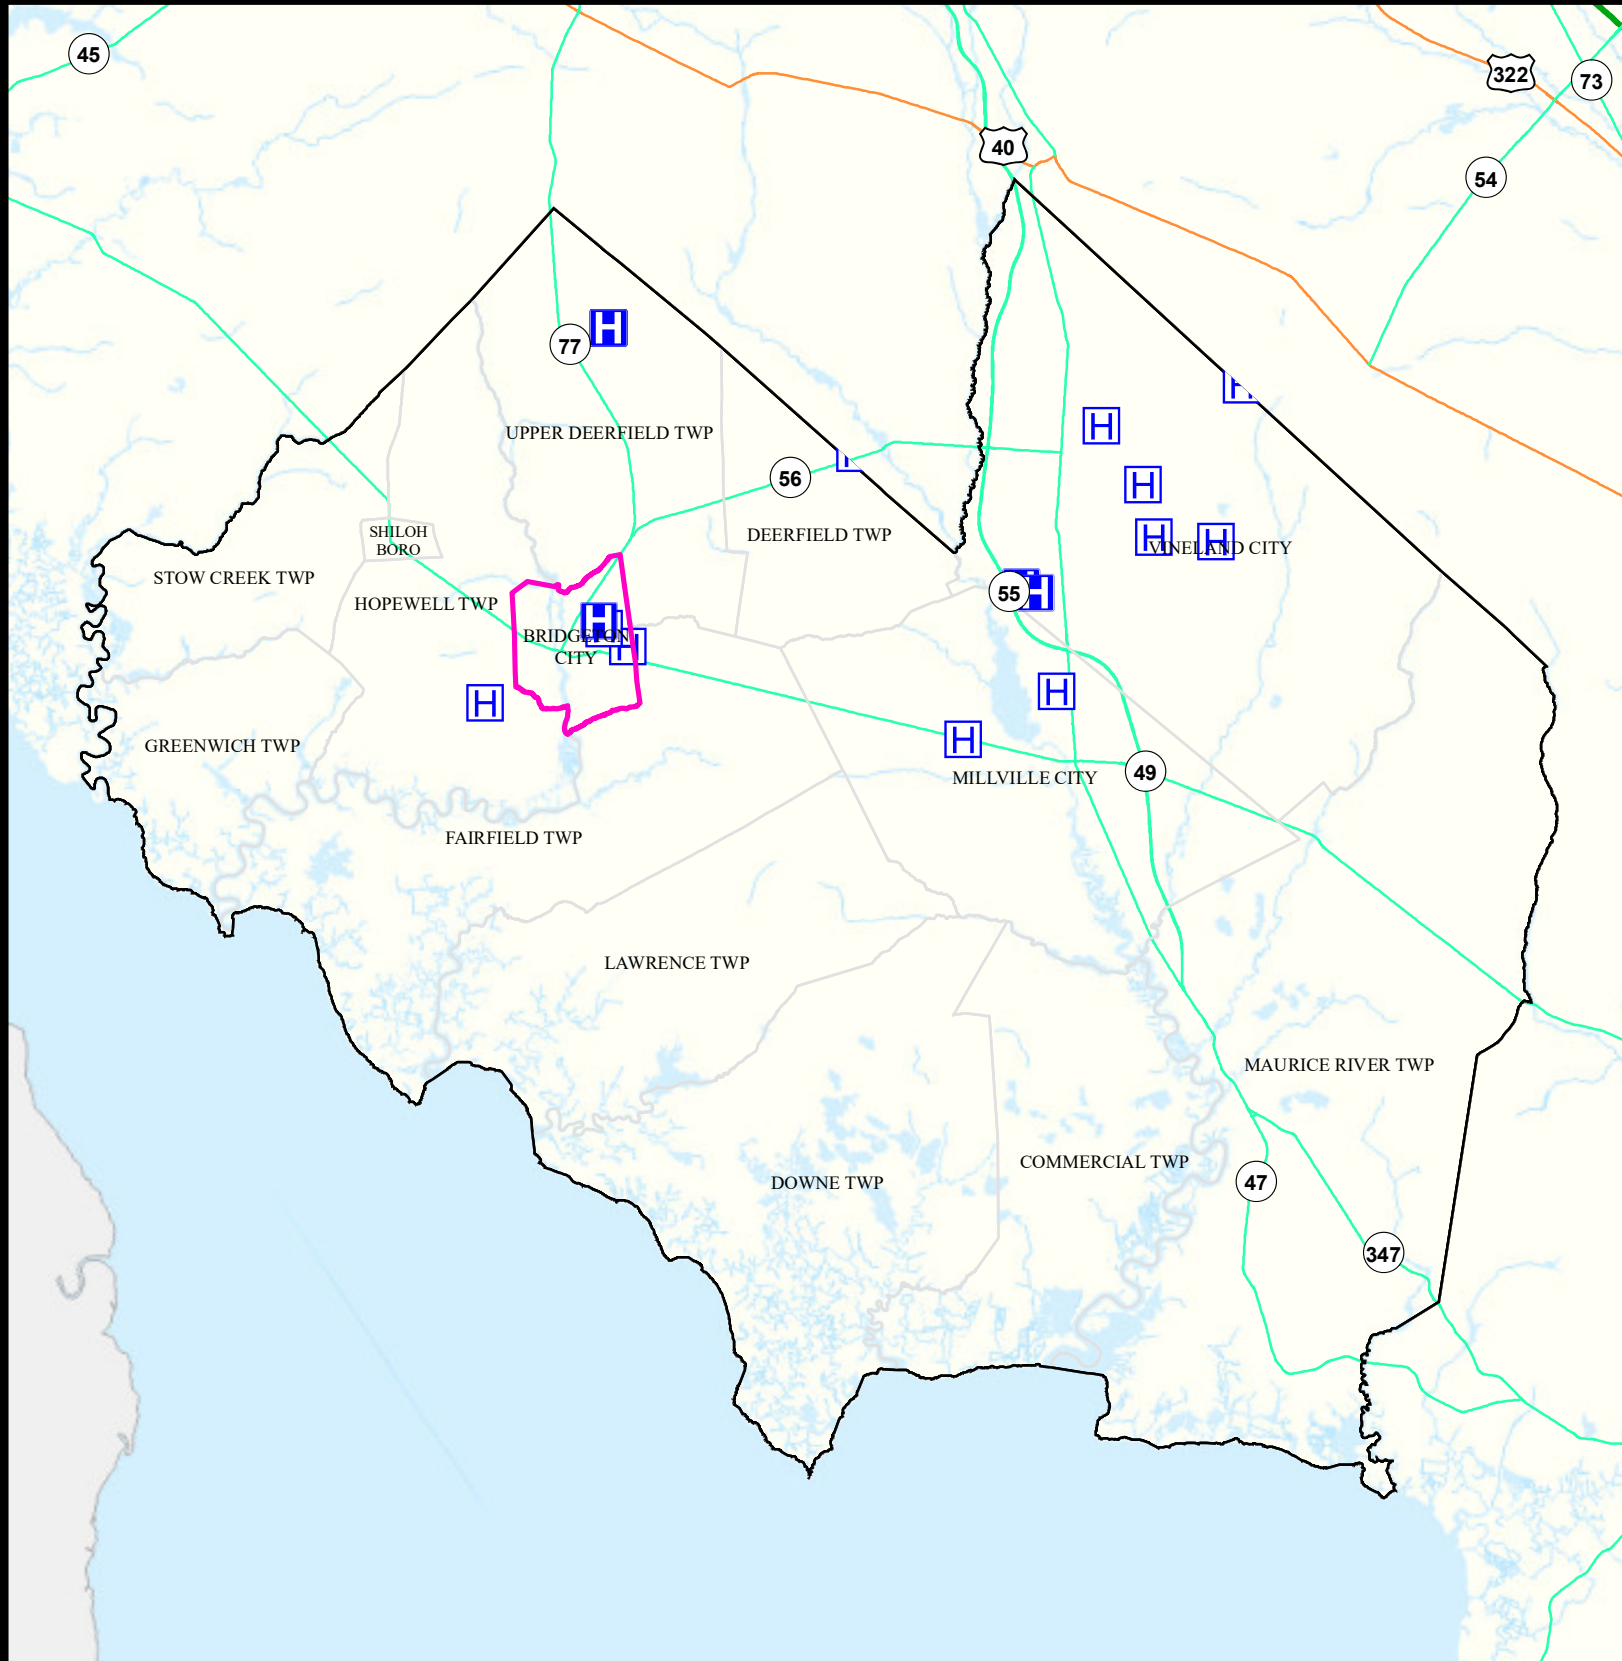 45
322
73
40
54
77
H
H
H
UPPER DEERFIELD TWP
56
H
SHILOH
BORO
DEERFIELD TWP
H
H
VINELAND CITY
STOW CREEK TWP
HOPEWELL TWP
55
H
H
BRIDGETON
CITY
H
H
H
H
GREENWICH TWP
H
MILLVILLE CITY
49
FAIRFIELD TWP
LAWRENCE TWP
MAURICE RIVER TWP
COMMERCIAL TWP
DOWNE TWP
47
347